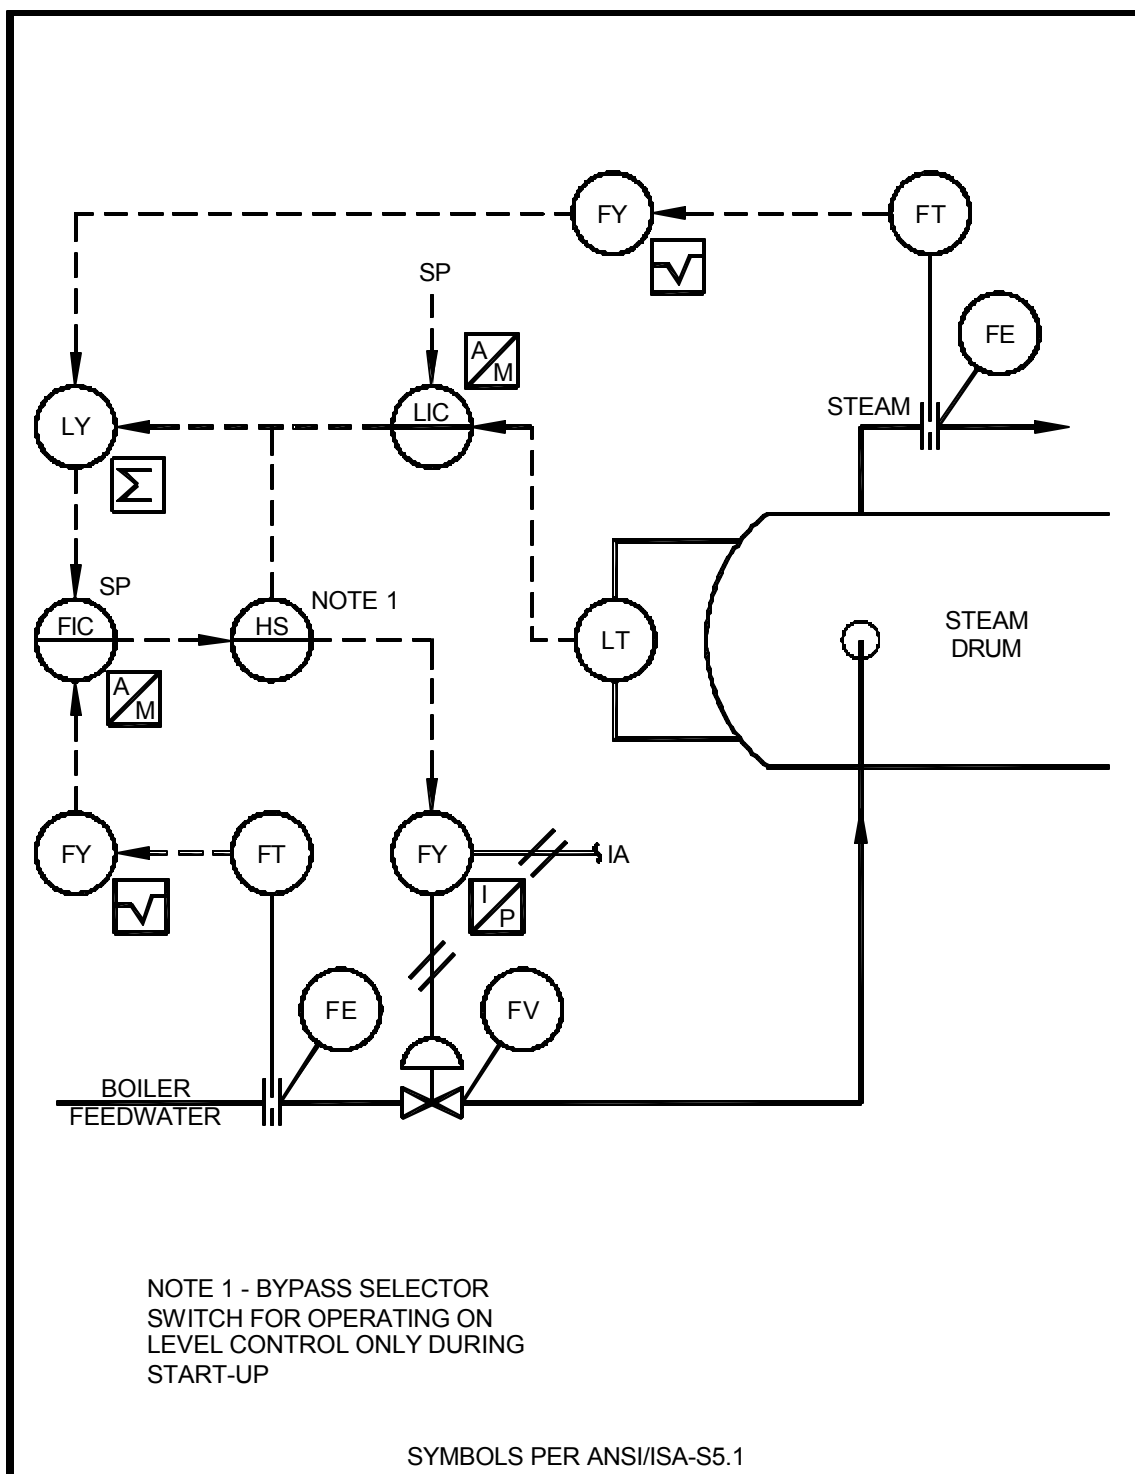 FY
FT
SP
FE
A
M
STEAM
LY
LIC
Σ
SP
NOTE 1
FIC
HS
LT
STEAM
DRUM
A
M
FY
FT
FY
IA
I
P
FE
FV
BOILER
FEEDWATER
NOTE 1 - BYPASS SELECTOR
SWITCH FOR OPERATING ON
LEVEL CONTROL ONLY DURING
START-UP
SYMBOLS PER ANSI/ISA-S5.1